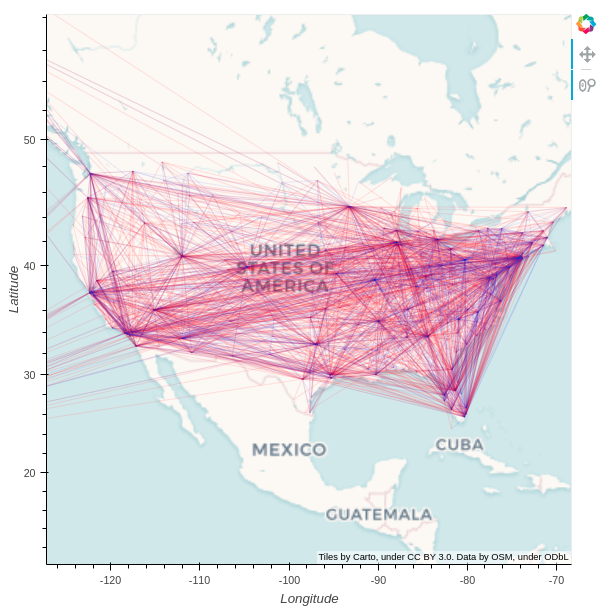 50
40
30
20
Latitude
UNITED
STATES OF
AMERICA
MEXICO
CUBA
GUATEMALA
Tiles by Carto, under CC BY 3.0. Data by OSM, under ODbL
-120
-110
-100
-90
-80
-70
Longitude